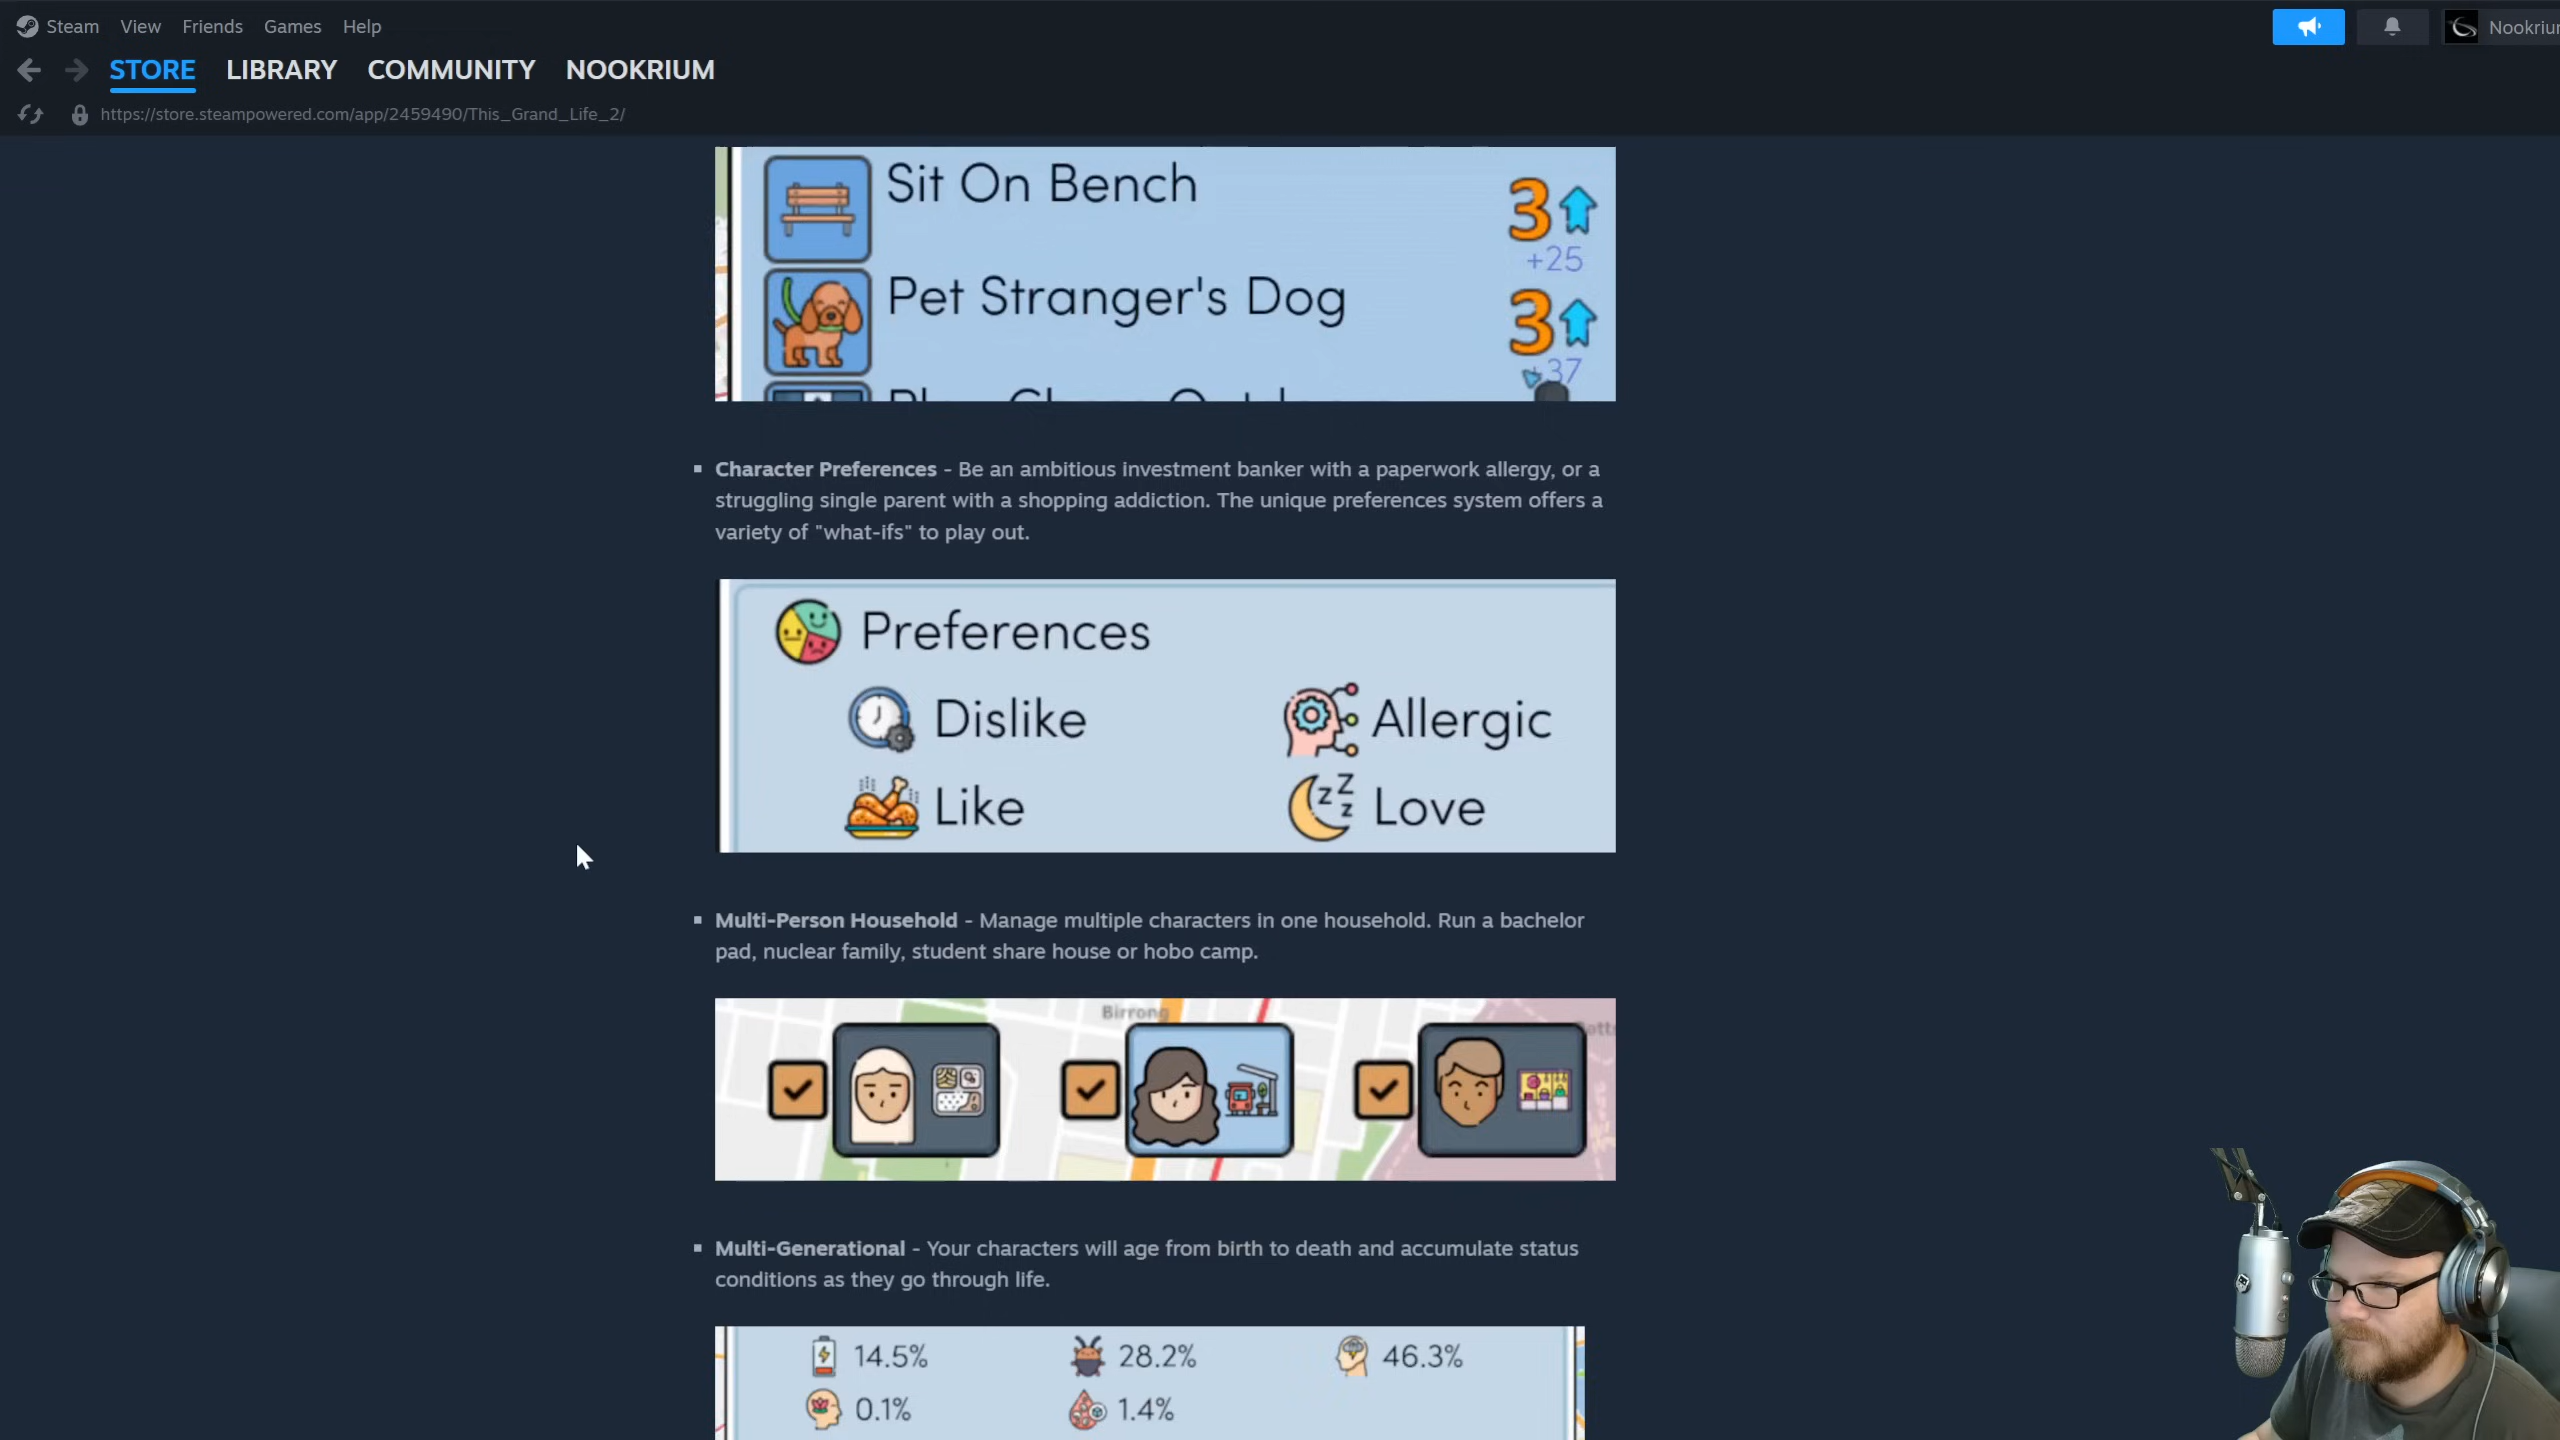 Steam View Friends Games Help
Nookriu
STORE LIBRARY COMMUNITY NOOKRIUM
https://store.steampowered.com/app/2459490/This_Grand_Life_2/
Sit On Bench
3
+25
Pet Stranger's Dog
3
+37
Character Preferences - Be an ambitious investment banker with a paperwork allergy, or a
struggling single parent with a shopping addiction. The unique preferences system offers a
variety of "what-ifs" to play out.
Preferences
Dislike Allergic
Like Love
Multi-Person Household - Manage multiple characters in one household. Run a bachelor
pad, nuclear family, student share house or hobo camp.
Birrong
Multi-Generational - Your characters will age from birth to death and accumulate status
conditions as they go through life.
14.5% 28.2% 46.3%
0.1% 1.4%